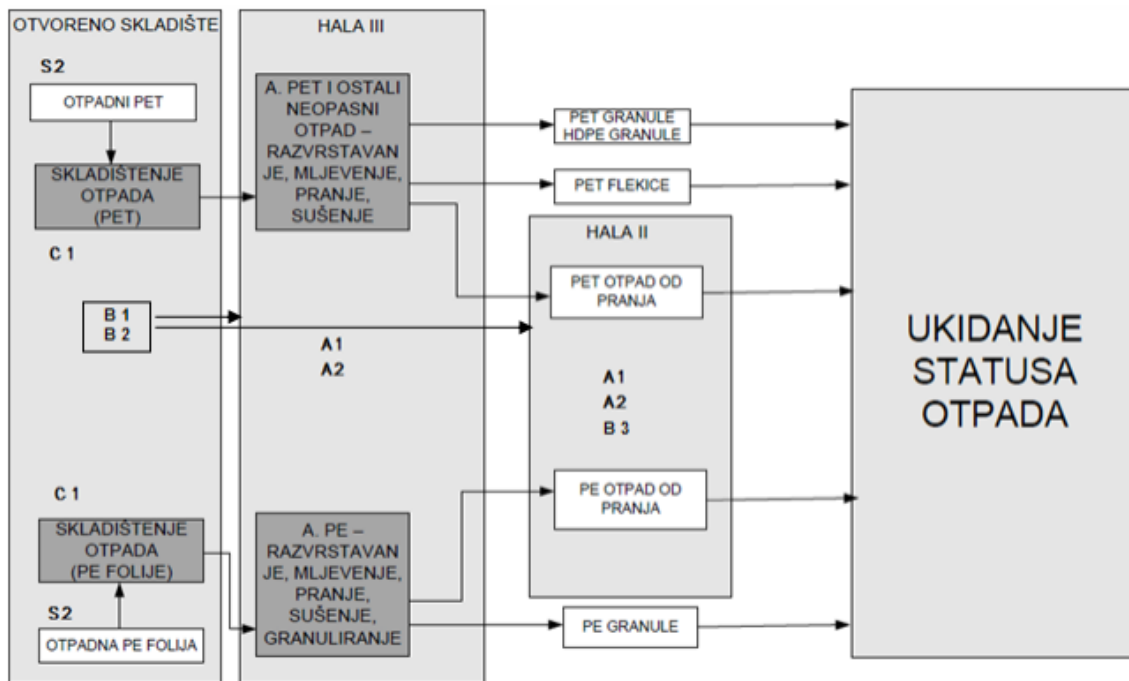 OTVORENO SKLADIŠTE
S2
OTPADNI PET
SKLADIŠTENJE
OTPADA
(PET)
C 1
B 1
B 2
C 1
SKLADIŠTENJE
OTPADA
(PE FOLIJE)
S2
OTPADNA PE FOLIJA
HALA III
A. PET I OSTALI
NEOPASNI
OTPAD –
RAZVRSTAVAN
JE, MLJEVENJE,
PRANJE,
SUŠENJE
A1
A2
A. PE –
RAZVRSTAVAN
JE, MLJEVENJE,
PRANJE,
SUŠENJE,
GRANULIRANJE
PET GRANULE
HDPE GRANULE
PET FLEKICE
HALA II
PET OTPAD OD
PRANJA
A1
A2
B 3
PE OTPAD OD
PRANJA
PE GRANULE
UKIDANJE
STATUSA
OTPADA